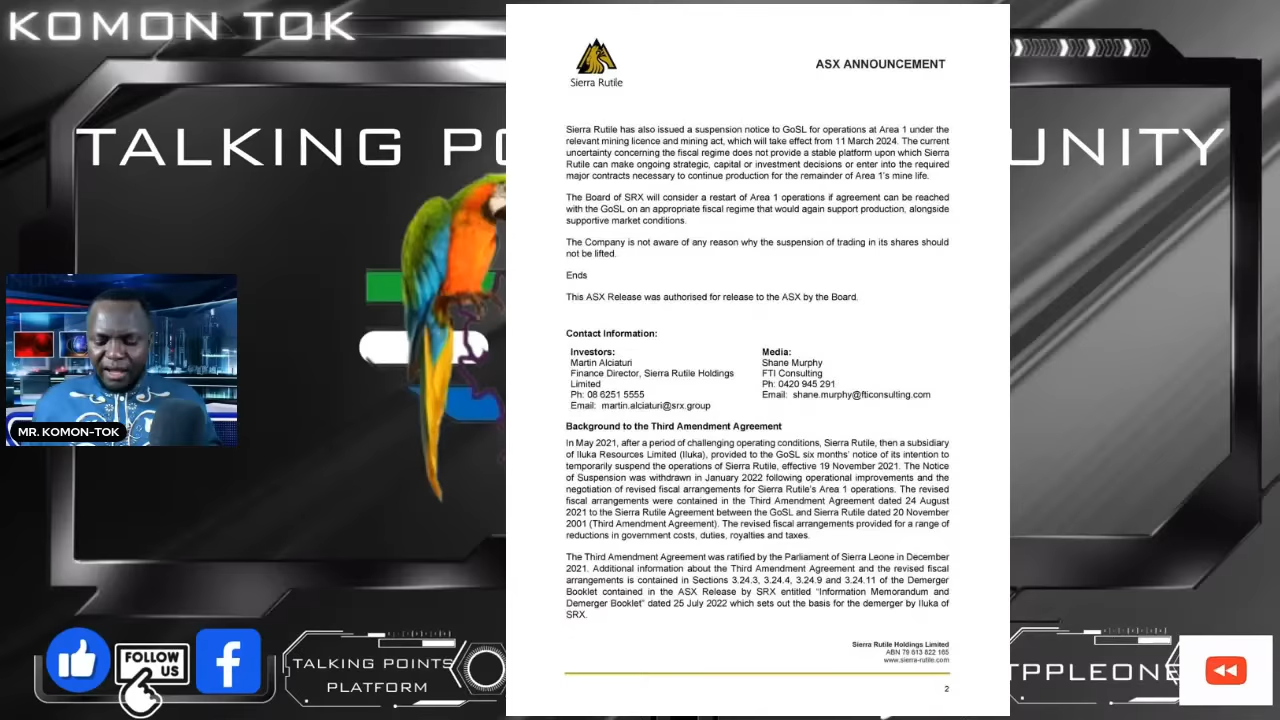 KOMON TOK
TALKING PO
UNITY
MR. KOMON-TOK
FOLLOW
US
TALKING POINTS
PLATFORM
TPPLEONE
Sierra Rutile
ASX ANNOUNCEMENT
Sierra Rutile has also issued a suspension notice to GoSL for operations at Area 1 under the
relevant mining licence and mining act, which will take effect from 11 March 2024. The current
uncertainty concerning the fiscal regime does not provide a stable platform upon which Sierra
Rutile can make ongoing strategic, capital or investment decisions or enter into the required
major contracts necessary to continue production for the remainder of Area 1's mine life.
The Board of SRX will consider a restart of Area 1 operations if agreement can be reached
with the GoSL on an appropriate fiscal regime that would again support production, alongside
supportive market conditions.
The Company is not aware of any reason why the suspension of trading in its shares should
not be lifted.
Ends
This ASX Release was authorised for release to the ASX by the Board.
Contact Information:
Investors:
Martin Alciaturi
Finance Director, Sierra Rutile Holdings
Limited
Ph: 08 6251 5555
Email: martin.alciaturi@srx.group
Media:
Shane Murphy
FTI Consulting
Ph: 0420 945 291
Email: shane.murphy@fticonsulting.com
Background to the Third Amendment Agreement
In May 2021, after a period of challenging operating conditions, Sierra Rutile, then a subsidiary
of Iluka Resources Limited (Iluka), provided to the GoSL six months' notice of its intention to
temporarily suspend the operations of Sierra Rutile, effective 19 November 2021. The Notice
of Suspension was withdrawn in January 2022 following operational improvements and the
negotiation of revised fiscal arrangements for Sierra Rutile's Area 1 operations. The revised
fiscal arrangements were contained in the Third Amendment Agreement dated 24 August
2021 to the Sierra Rutile Agreement between the GoSL and Sierra Rutile dated 20 November
2001 (Third Amendment Agreement). The revised fiscal arrangements provided for a range of
reductions in government costs, duties, royalties and taxes.
The Third Amendment Agreement was ratified by the Parliament of Sierra Leone in December
2021. Additional information about the Third Amendment Agreement and the revised fiscal
arrangements is contained in Sections 3.24.3, 3.24.4, 3.24.9 and 3.24.11 of the Demerger
Booklet contained in the ASX Release by SRX entitled "Information Memorandum and
Demerger Booklet" dated 25 July 2022 which sets out the basis for the demerger by Iluka of
SRX.
Sierra Rutile Holdings Limited
ABN 78 613 822 165
www.sierra-rutile.com
2